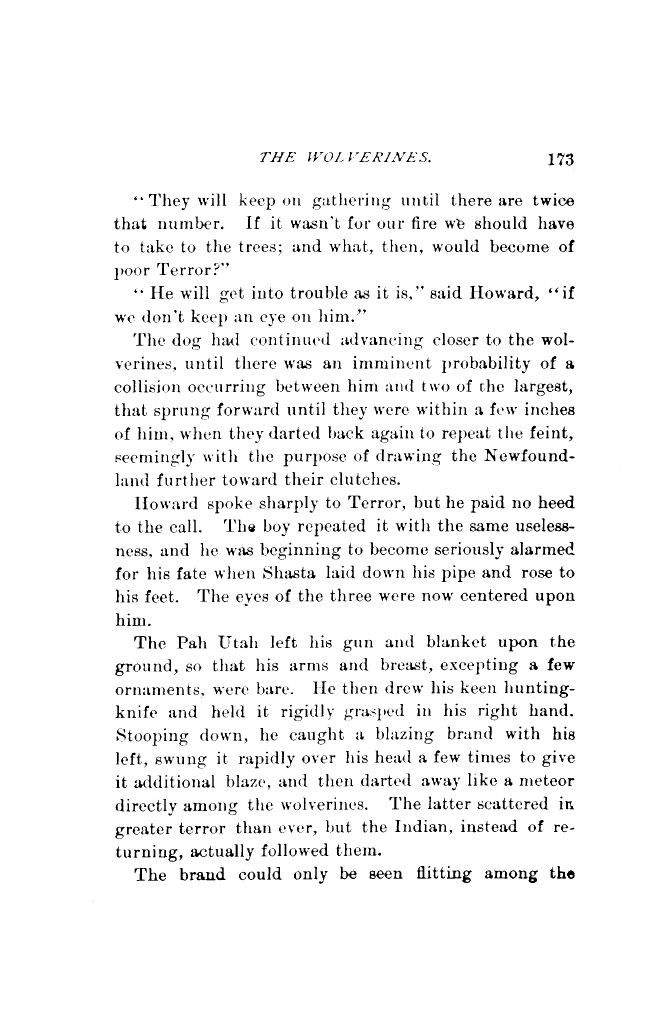 THE WOLVERINES. 173
“They will keep on gathering until there are twice
that number. If it wasn't for our fire we should have
to take to the trees; and what, then, would become of
poor Terror?”
“He will get into trouble as it is,” said Howard, “if
we don't keep an eye on him.”
The dog had continued advancing closer to the wol-
verines, until there was an imminent probability of a
collision occurring between him and two of the largest,
that sprung forward until they were within a few inches
of him, when they darted back again to repeat the feint,
seemingly with the purpose of drawing the Newfound-
land further toward their clutches.
Howard spoke sharply to Terror, but he paid no heed
to the call. The boy repeated it with the same useless-
ness, and he was beginning to become seriously alarmed
for his fate when Shasta laid down his pipe and rose to
his feet. The eyes of the three were now centered upon
him.
The Pah Utah left his gun and blanket upon the
ground, so that his arms and breast, excepting a few
ornaments, were bare. He then drew his keen hunting-
knife and held it rigidly grasped in his right hand.
Stooping down, he caught a blazing brand with his
left, swung it rapidly over his head a few times to give
it additional blaze, and then darted away like a meteor
directly among the wolverines. The latter scattered in
greater terror than ever, but the Indian, instead of re-
turning, actually followed them.
The brand could only be seen flitting among the